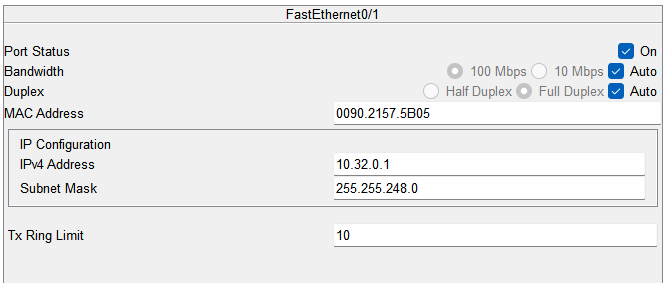 FastEthernet0/1
Port Status On
Bandwidth 100 Mbps 10 Mbps Auto
Duplex Half Duplex Full Duplex Auto
MAC Address 0090.2157.5B05
IP Configuration
IPv4 Address 10.32.0.1
Subnet Mask 255.255.248.0
Tx Ring Limit 10